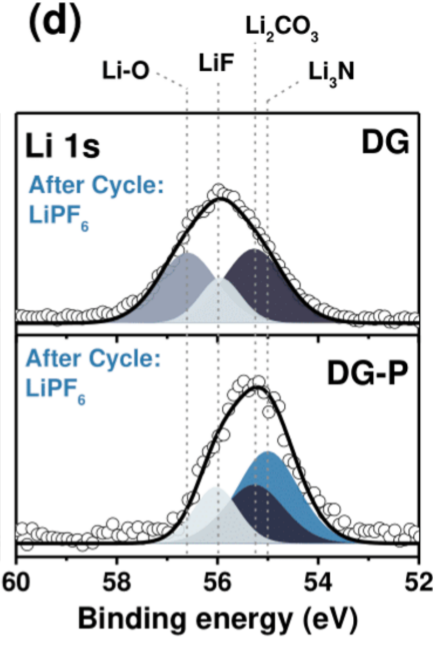 (d)
Li₂CO₃
Li-O
LiF
Li₃N
Li 1s
DG
After Cycle:
LiPF₆
After Cycle:
LiPF₆
DG-P
60 58 56 54 52
Binding energy (eV)